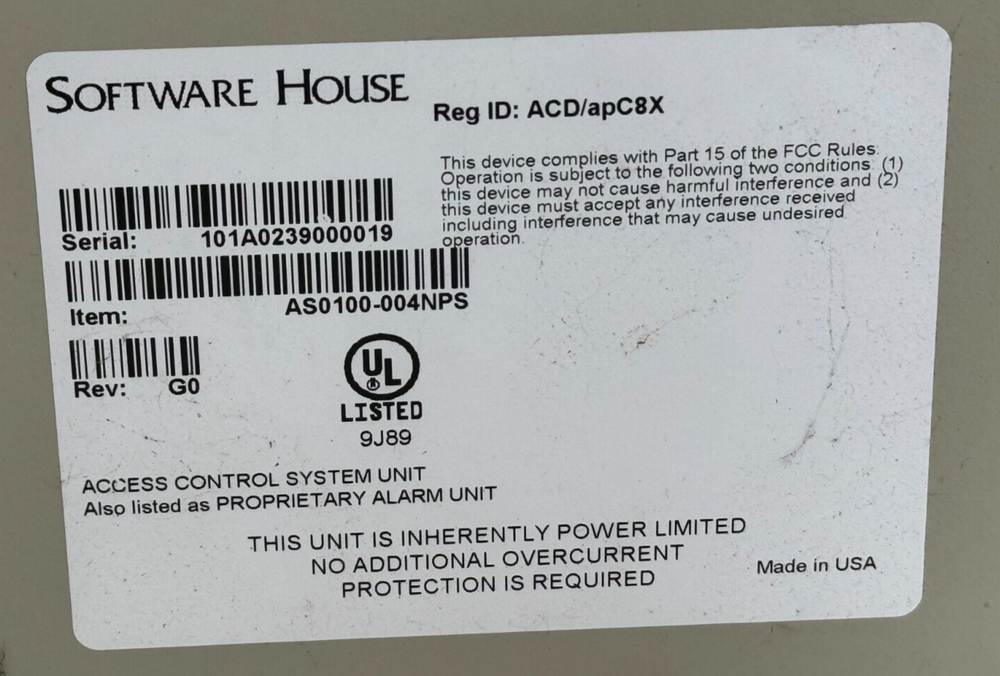 SOFTWARE HOUSE
Reg ID: ACD/apC8X
This device complies with Part 15 of the FCC Rules.
Operation is subject to the following two conditions: (1)
this device may not cause harmful interference and (2)
this device must accept any interference received
including interference that may cause undesired
operation.
Serial: 101A0239000019
Item: AS0100-004NPS
Rev: G0
UL
®
LISTED
9J89
ACCESS CONTROL SYSTEM UNIT
Also listed as PROPRIETARY ALARM UNIT
THIS UNIT IS INHERENTLY POWER LIMITED
NO ADDITIONAL OVERCURRENT
PROTECTION IS REQUIRED
Made in USA